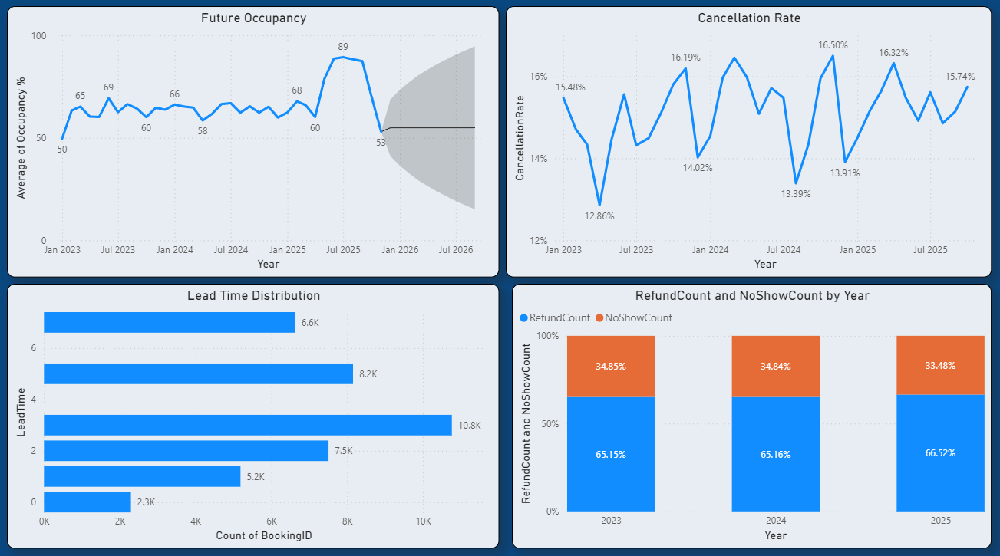 Future Occupancy
Average of Occupancy %
100
50
0
50
65
69
60
66
58
68
60
89
53
Jan 2023 Jul 2023 Jan 2024 Jul 2024 Jan 2025 Jul 2025 Jan 2026 Jul 2026
Year
Cancellation Rate
CancellationRate
16%
14%
12%
15.48%
12.86%
16.19%
14.02%
13.39%
16.50%
13.91%
16.32%
15.74%
Jan 2023 Jul 2023 Jan 2024 Jul 2024 Jan 2025 Jul 2025
Year
Lead Time Distribution
LeadTime
6.6K
6
8.2K
4
10.8K
2 7.5K
5.2K
0 2.3K
0K 2K 4K 6K 8K 10K
Count of BookingID
RefundCount and NoShowCount by Year
RefundCount NoShowCount
RefundCount and NoShowCount
100%
50%
0%
34.85% 34.84% 33.48%
65.15% 65.16% 66.52%
2023 2024 2025
Year